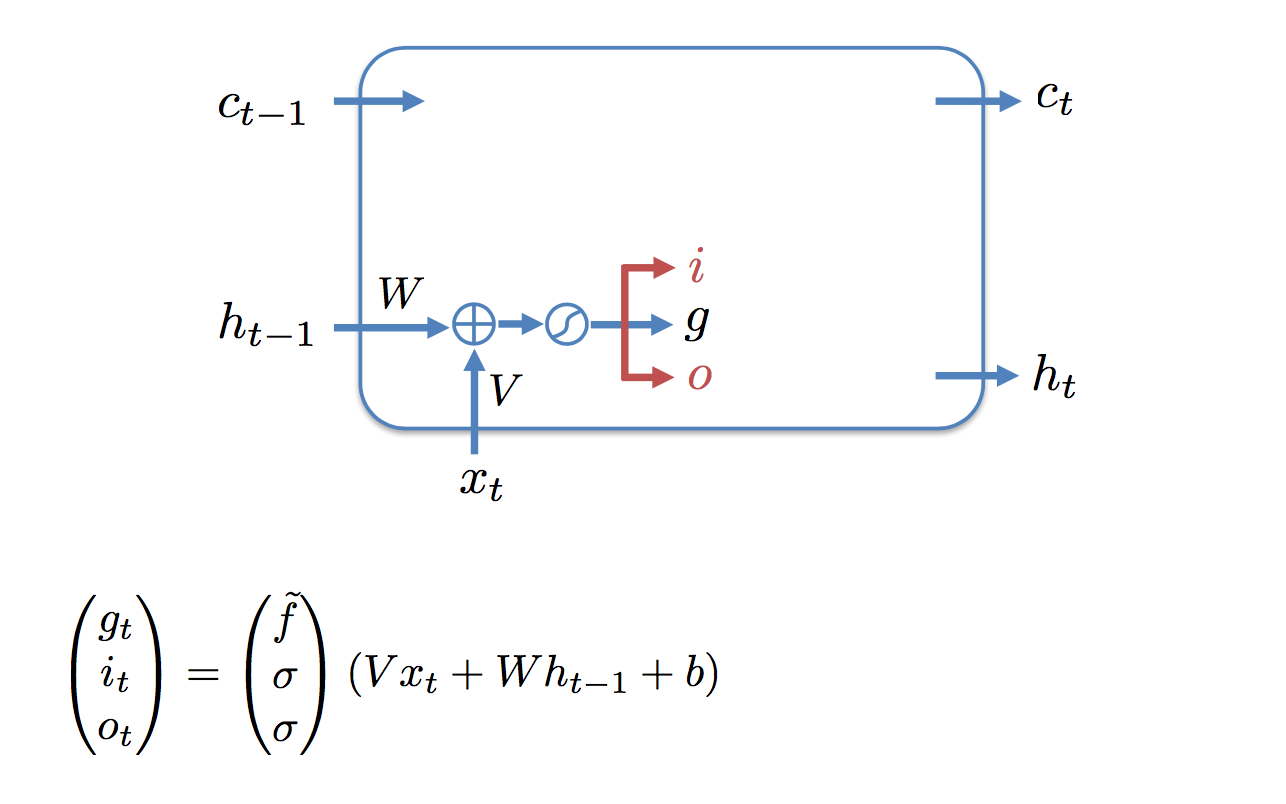 c_{t-1}
c_t
i
W
h_{t-1}
g
V
o
h_t
x_t
\begin{pmatrix} g_t \\ i_t \\ o_t \end{pmatrix} = \begin{pmatrix} \tilde{f} \\ \sigma \\ \sigma \end{pmatrix} (Vx_t + Wh_{t-1} + b)